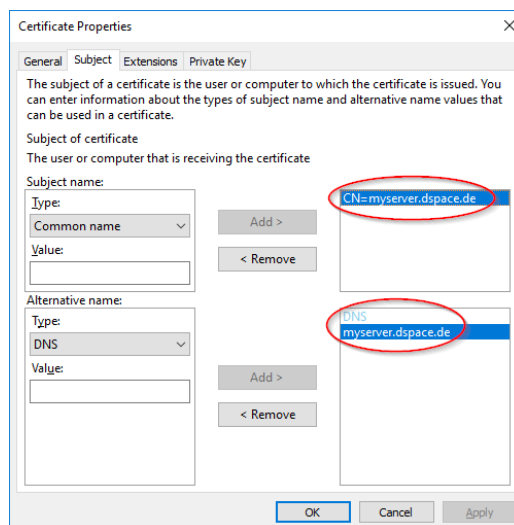 Certificate Properties
General Subject Extensions Private Key
The subject of a certificate is the user or computer to which the certificate is issued. You
can enter information about the types of subject name and alternative name values that
can be used in a certificate.
Subject of certificate
The user or computer that is receiving the certificate
Subject name:
Type:
Common name
Value:
Add >
< Remove
CN=myserver.dspace.de
Alternative name:
Type:
DNS
Value:
Add >
< Remove
DNS
myserver.dspace.de
OK Cancel Apply